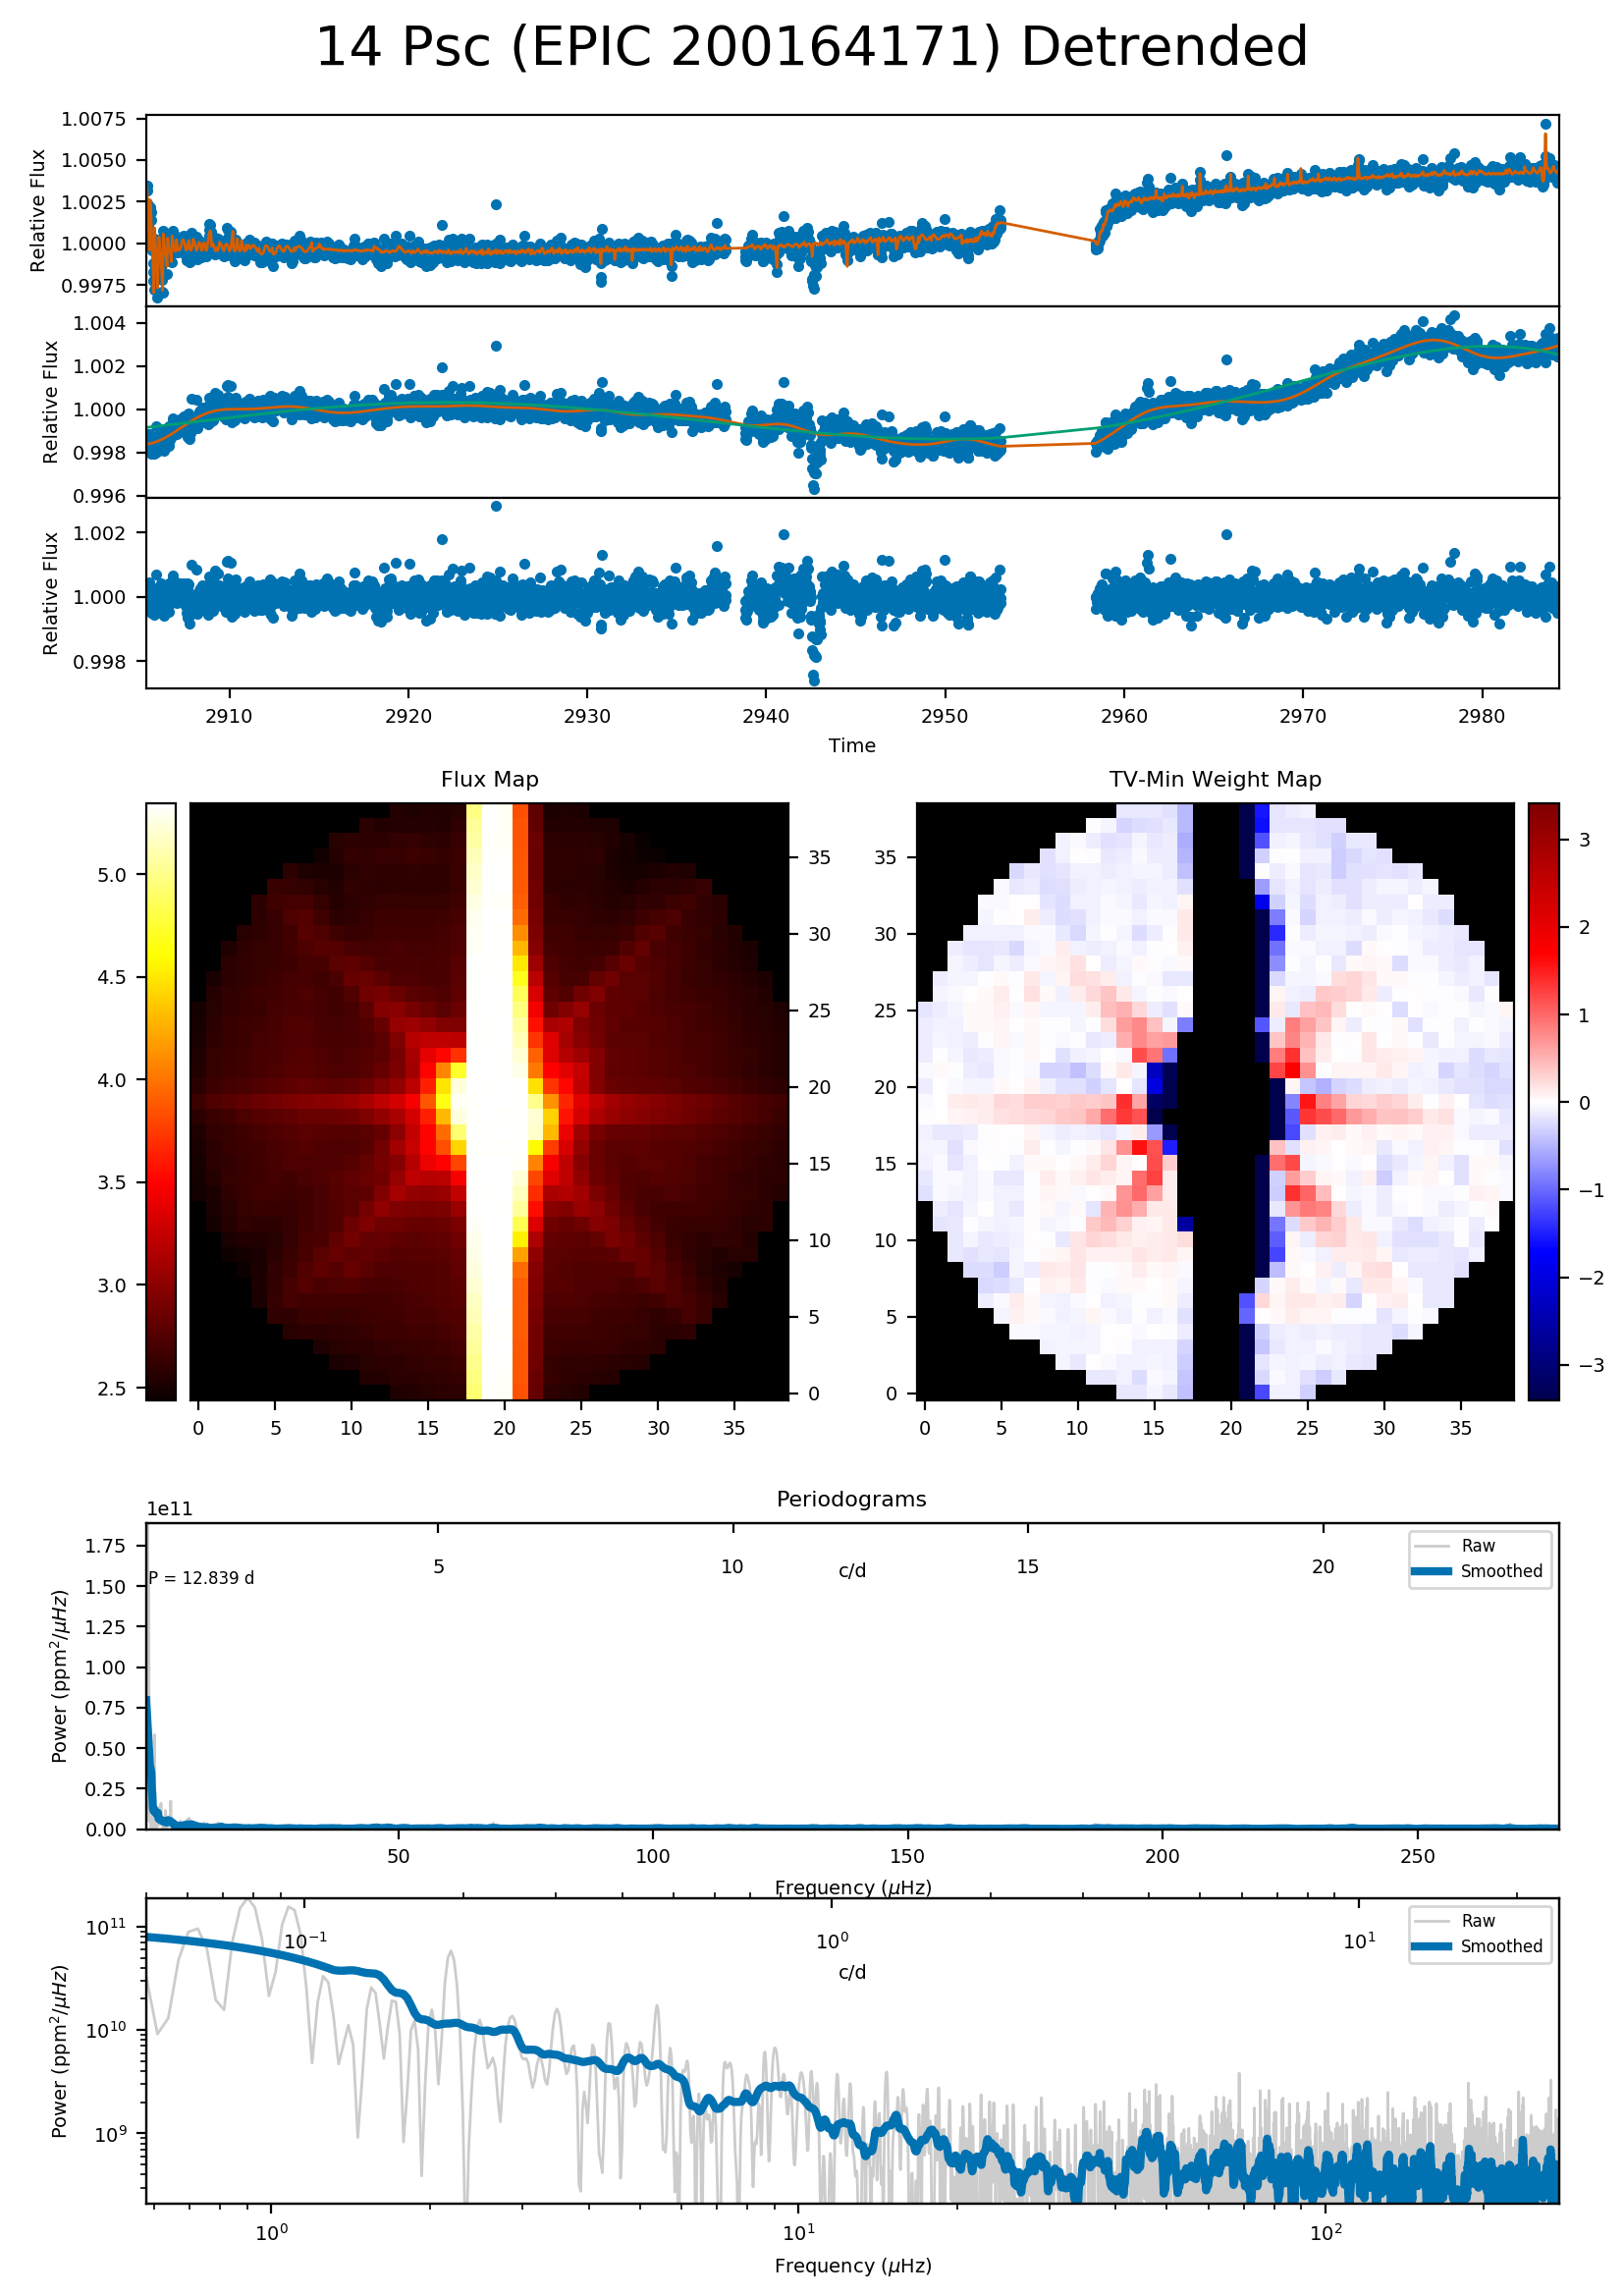 14 Psc (EPIC 200164171) Detrended
Relative Flux
1.0075
1.0050
1.0025
1.0000
0.9975
Relative Flux
1.004
1.002
1.000
0.998
0.996
Relative Flux
1.002
1.000
0.998
2910 2920 2930 2940 2950 2960 2970 2980
Time
Flux Map
5.0
4.5
4.0
3.5
3.0
2.5
35
30
25
20
15
10
5
0
0 5 10 15 20 25 30 35
TV-Min Weight Map
35
30
25
20
15
10
5
0
0 5 10 15 20 25 30 35
3
2
1
0
−1
−2
−3
Periodograms
1e11
Power (ppm²/μHz)
1.75
1.50
1.25
1.00
0.75
0.50
0.25
0.00
P = 12.839 d
5 10 15 20
c/d
Raw
Smoothed
50 100 150 200 250
Frequency (μHz)
Power (ppm²/μHz)
10¹¹
10¹⁰
10⁹
10⁻¹ 10⁰ 10¹
c/d
Raw
Smoothed
10⁰ 10¹ 10²
Frequency (μHz)